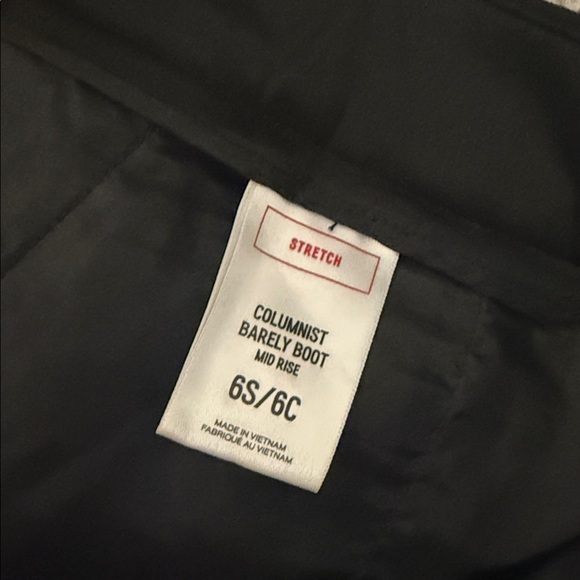 STRETCH
COLUMNIST
BARELY BOOT
MID RISE
6S/6C
MADE IN VIETNAM
FABRIQUÉ AU VIETNAM